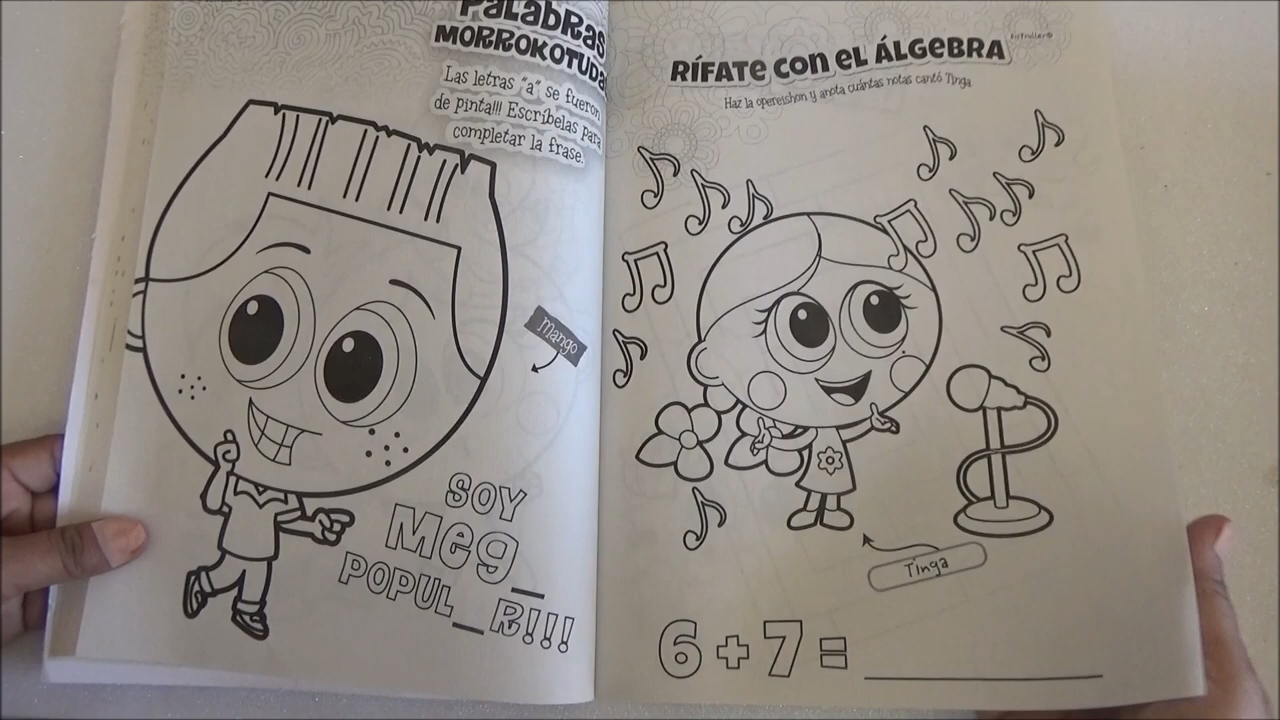 PALABRAS
MORROKOTUDA
Las letras "a" se fueron
de pinta!!! Escríbelas para
completar la frase.
Mango
SOY
Meg_
POPUL_R!!!
RÍFATE CON EL ÁLGEBRA
Haz la opereishon y anota cuántas notas cantó Tinga
Tinga
6+7=